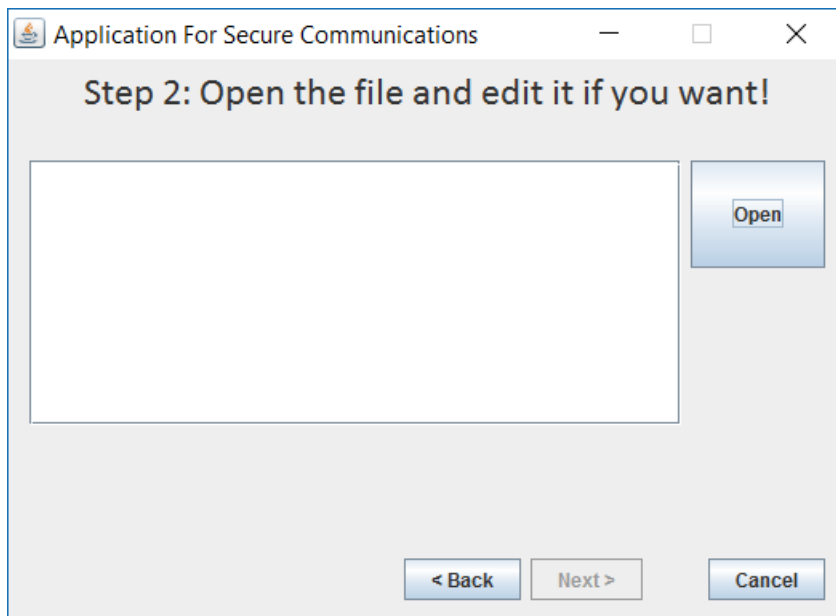 Application For Secure Communications
Step 2: Open the file and edit it if you want!
Open
< Back Next > Cancel